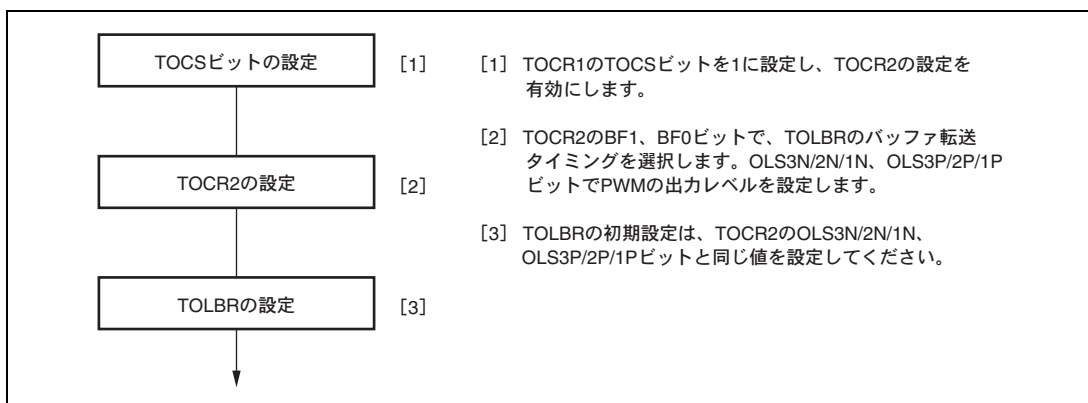 TOCSビットの設定 [1]
TOCR2の設定 [2]
TOLBRの設定 [3]
[1] TOCR1のTOCSビットを1に設定し、TOCR2の設定を
有効にします。
[2] TOCR2のBF1、BF0ビットで、TOLBRのバッファ転送
タイミングを選択します。OLS3N/2N/1N、OLS3P/2P/1P
ビットでPWMの出力レベルを設定します。
[3] TOLBRの初期設定は、TOCR2のOLS3N/2N/1N、
OLS3P/2P/1Pビットと同じ値を設定してください。